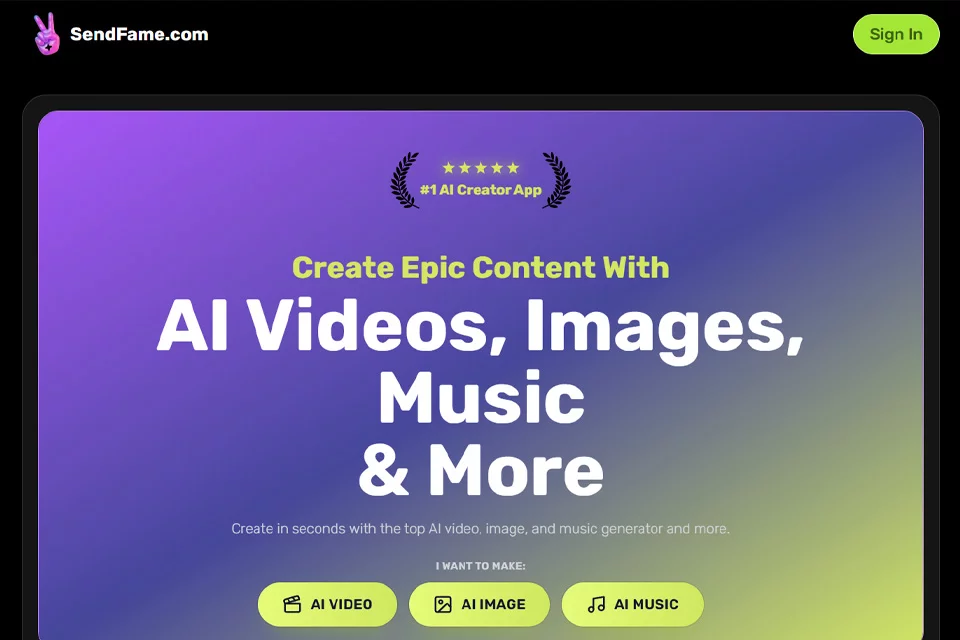 SendFame.com
Sign In
#1 AI Creator App
Create Epic Content With
AI Videos, Images,
Music
& More
Create in seconds with the top AI video, image, and music generator and more.
I WANT TO MAKE:
AI VIDEO
AI IMAGE
AI MUSIC